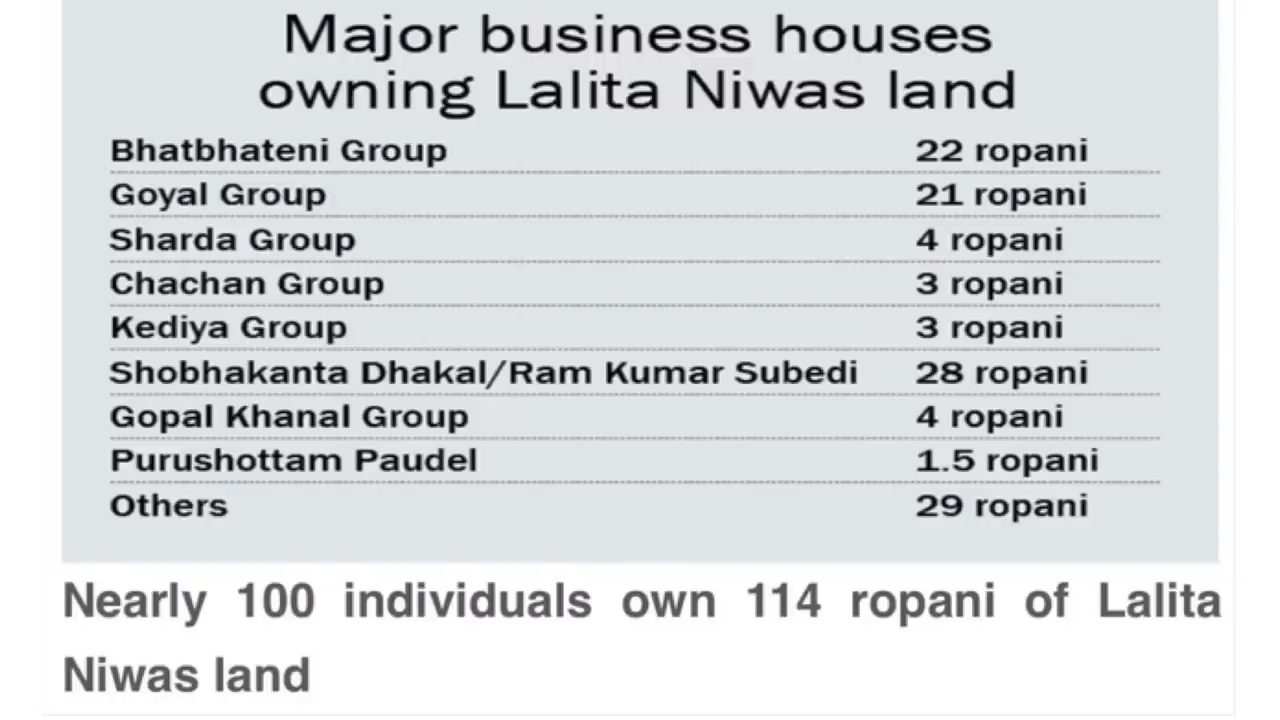 Major business houses
owning Lalita Niwas land
Bhatbhateni Group 22 ropani
Goyal Group 21 ropani
Sharda Group 4 ropani
Chachan Group 3 ropani
Kediya Group 3 ropani
Shobhakanta Dhakal/Ram Kumar Subedi 28 ropani
Gopal Khanal Group 4 ropani
Purushottam Paudel 1.5 ropani
Others 29 ropani
Nearly 100 individuals own 114 ropani of Lalita
Niwas land